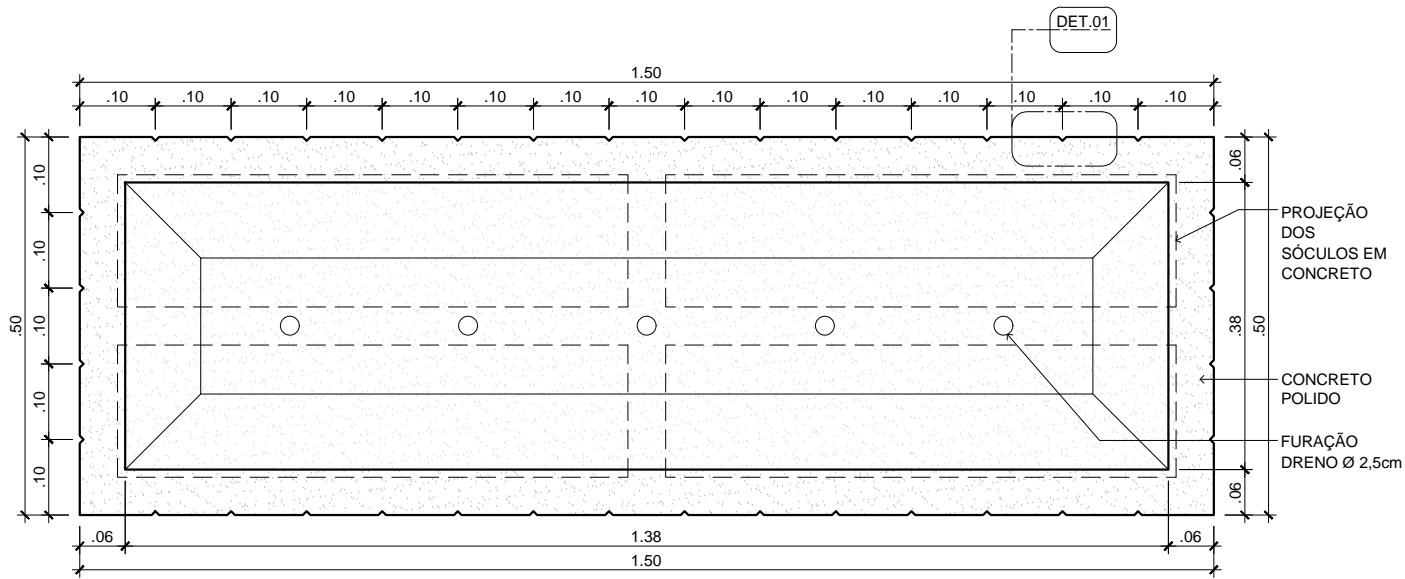 DET.01
1.50
.10 .10 .10 .10 .10 .10 .10 .10 .10 .10 .10 .10 .10 .10 .10
.10
.10
.10
.10
.10
.50
.06
.38
.06
.50
PROJEÇÃO
DOS
SÓCULOS EM
CONCRETO
CONCRETO
POLIDO
FURAÇÃO
DRENO Ø 2,5cm
.06 1.38 .06
1.50